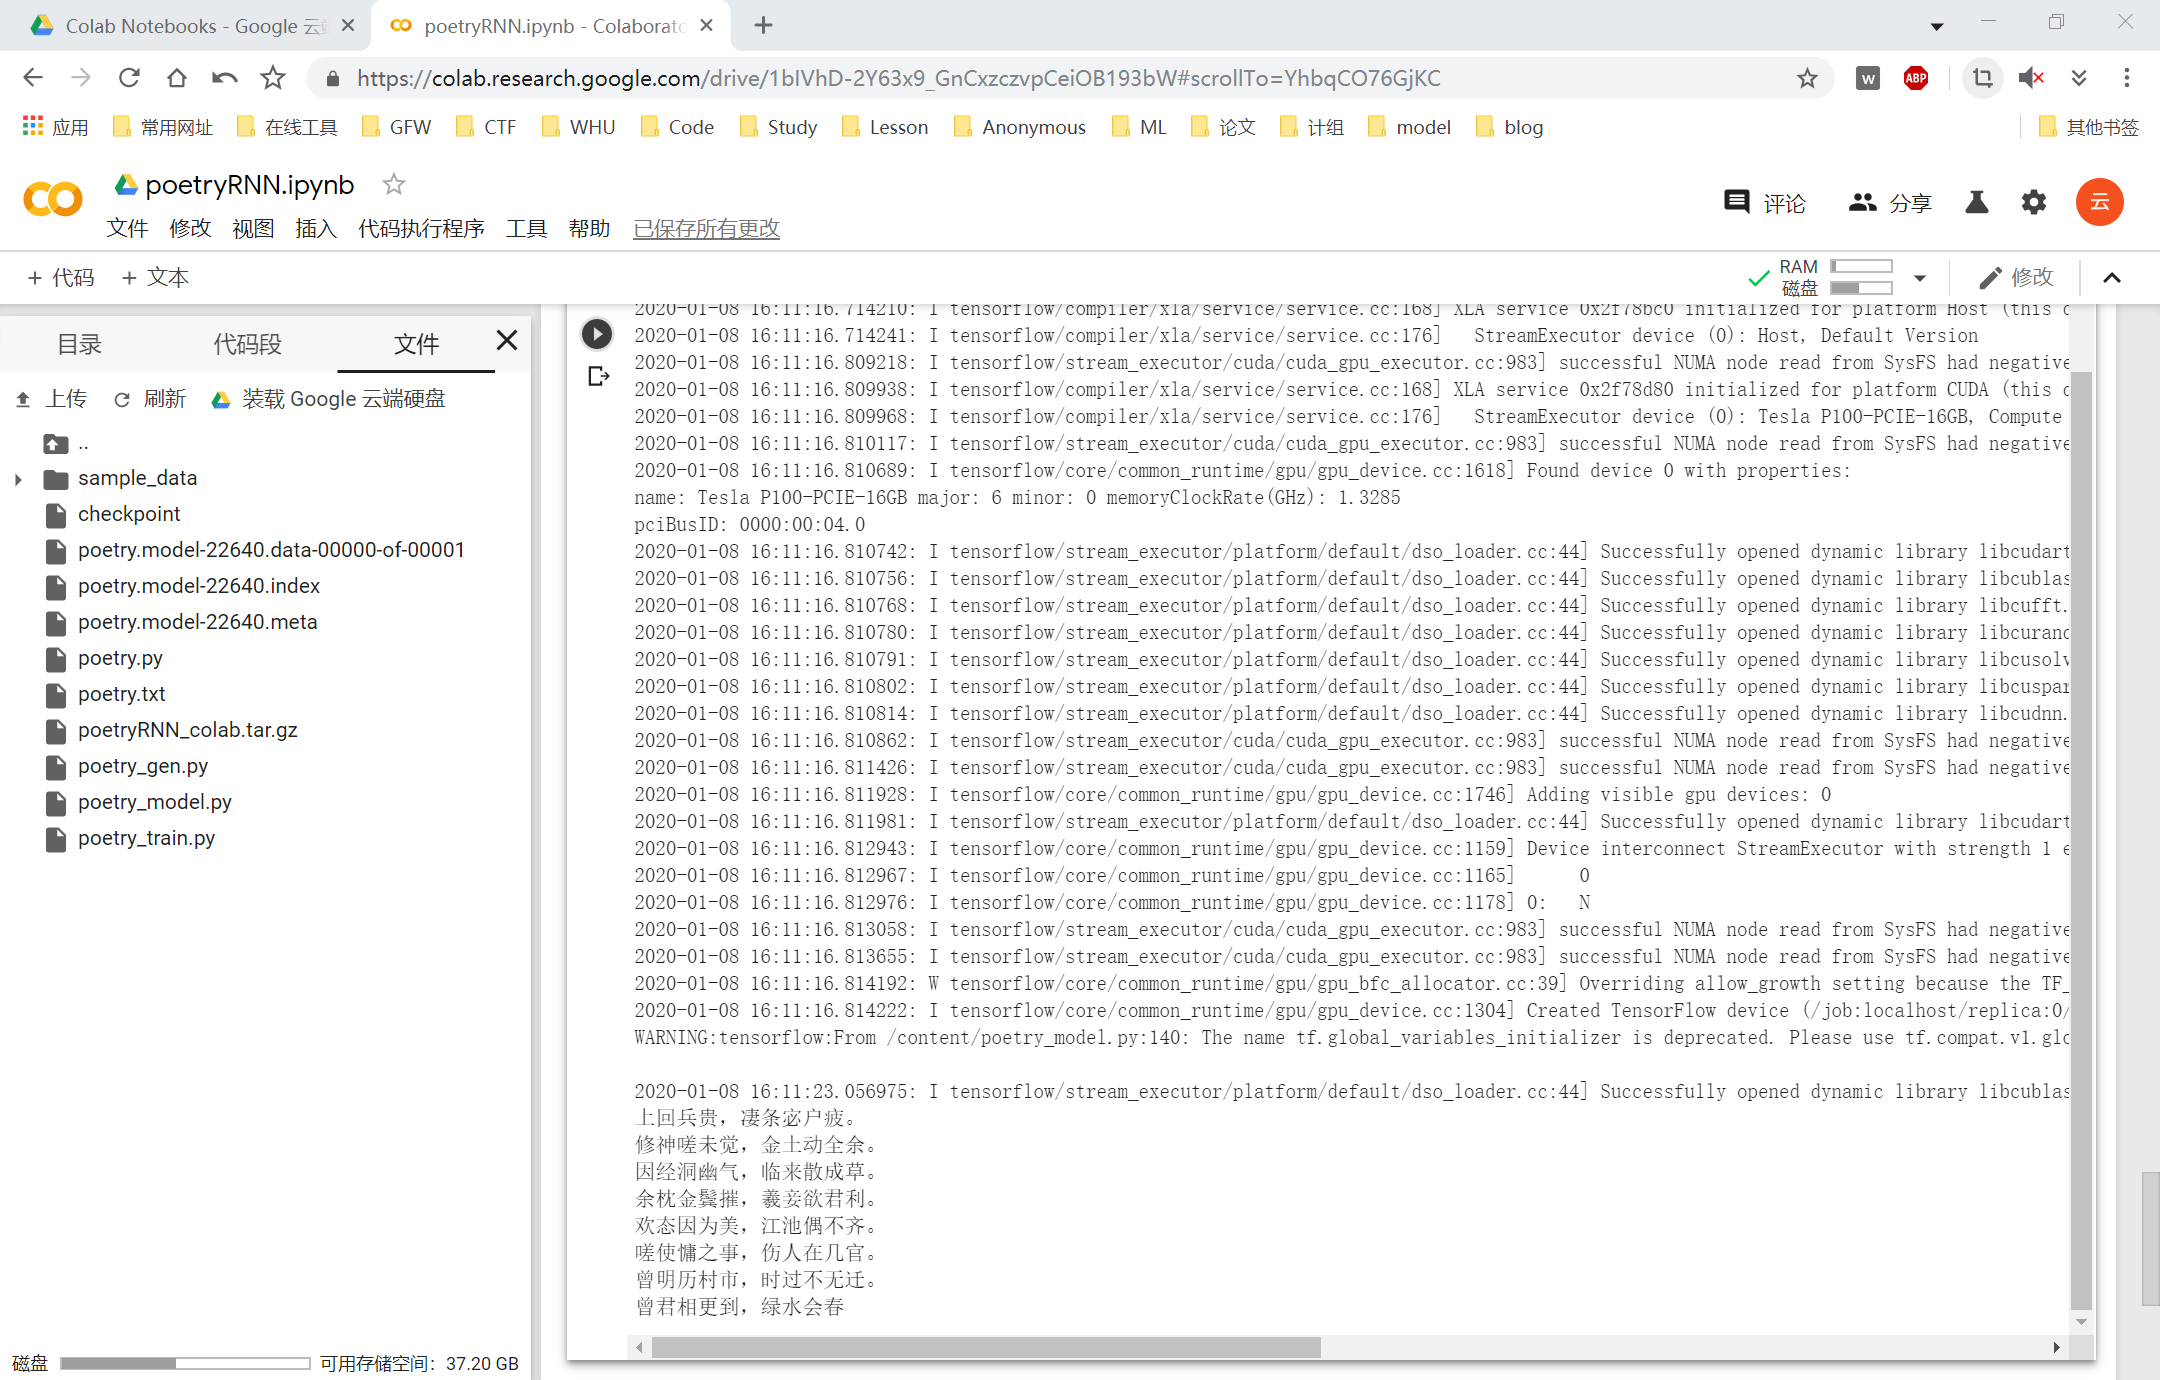 Colab Notebooks - Google 云
poetryRNN.ipynb - Colaborato
https://colab.research.google.com/drive/1bIVhD-2Y63x9_GnCxzczvpCeiOB193bW#scrollTo=YhbqCO76GjKC
w
ABP
应用 常用网址 在线工具 GFW CTF WHU Code Study Lesson Anonymous ML 论文 计组 model blog 其他书签
poetryRNN.ipynb
文件 修改 视图 插入 代码执行程序 工具 帮助 已保存所有更改
评论 分享 云
+ 代码 + 文本
RAM
磁盘
修改
目录 代码段 文件
上传 刷新 装载 Google 云端硬盘
..
sample_data
checkpoint
poetry.model-22640.data-00000-of-00001
poetry.model-22640.index
poetry.model-22640.meta
poetry.py
poetry.txt
poetryRNN_colab.tar.gz
poetry_gen.py
poetry_model.py
poetry_train.py
磁盘 可用存储空间：37.20 GB
2020-01-08 16:11:16.714210: I tensorflow/compiler/xla/service/service.cc:168] XLA service 0x2f78bc0 initialized for platform Host (this
2020-01-08 16:11:16.714241: I tensorflow/compiler/xla/service/service.cc:176]   StreamExecutor device (0): Host, Default Version
2020-01-08 16:11:16.809218: I tensorflow/stream_executor/cuda/cuda_gpu_executor.cc:983] successful NUMA node read from SysFS had negative
2020-01-08 16:11:16.809938: I tensorflow/compiler/xla/service/service.cc:168] XLA service 0x2f78d80 initialized for platform CUDA (this
2020-01-08 16:11:16.809968: I tensorflow/compiler/xla/service/service.cc:176]   StreamExecutor device (0): Tesla P100-PCIE-16GB, Compute
2020-01-08 16:11:16.810117: I tensorflow/stream_executor/cuda/cuda_gpu_executor.cc:983] successful NUMA node read from SysFS had negative
2020-01-08 16:11:16.810689: I tensorflow/core/common_runtime/gpu/gpu_device.cc:1618] Found device 0 with properties:
name: Tesla P100-PCIE-16GB major: 6 minor: 0 memoryClockRate(GHz): 1.3285
pciBusID: 0000:00:04.0
2020-01-08 16:11:16.810742: I tensorflow/stream_executor/platform/default/dso_loader.cc:44] Successfully opened dynamic library libcudart
2020-01-08 16:11:16.810756: I tensorflow/stream_executor/platform/default/dso_loader.cc:44] Successfully opened dynamic library libcublas
2020-01-08 16:11:16.810768: I tensorflow/stream_executor/platform/default/dso_loader.cc:44] Successfully opened dynamic library libcufft.
2020-01-08 16:11:16.810780: I tensorflow/stream_executor/platform/default/dso_loader.cc:44] Successfully opened dynamic library libcurand
2020-01-08 16:11:16.810791: I tensorflow/stream_executor/platform/default/dso_loader.cc:44] Successfully opened dynamic library libcusolv
2020-01-08 16:11:16.810802: I tensorflow/stream_executor/platform/default/dso_loader.cc:44] Successfully opened dynamic library libcuspar
2020-01-08 16:11:16.810814: I tensorflow/stream_executor/platform/default/dso_loader.cc:44] Successfully opened dynamic library libcudnn.
2020-01-08 16:11:16.810862: I tensorflow/stream_executor/cuda/cuda_gpu_executor.cc:983] successful NUMA node read from SysFS had negative
2020-01-08 16:11:16.811426: I tensorflow/stream_executor/cuda/cuda_gpu_executor.cc:983] successful NUMA node read from SysFS had negative
2020-01-08 16:11:16.811928: I tensorflow/core/common_runtime/gpu/gpu_device.cc:1746] Adding visible gpu devices: 0
2020-01-08 16:11:16.811981: I tensorflow/stream_executor/platform/default/dso_loader.cc:44] Successfully opened dynamic library libcudart
2020-01-08 16:11:16.812943: I tensorflow/core/common_runtime/gpu/gpu_device.cc:1159] Device interconnect StreamExecutor with strength 1 e
2020-01-08 16:11:16.812967: I tensorflow/core/common_runtime/gpu/gpu_device.cc:1165]      0
2020-01-08 16:11:16.812976: I tensorflow/core/common_runtime/gpu/gpu_device.cc:1178] 0:   N
2020-01-08 16:11:16.813058: I tensorflow/stream_executor/cuda/cuda_gpu_executor.cc:983] successful NUMA node read from SysFS had negative
2020-01-08 16:11:16.813655: I tensorflow/stream_executor/cuda/cuda_gpu_executor.cc:983] successful NUMA node read from SysFS had negative
2020-01-08 16:11:16.814192: W tensorflow/core/common_runtime/gpu/gpu_bfc_allocator.cc:39] Overriding allow_growth setting because the TF_
2020-01-08 16:11:16.814222: I tensorflow/core/common_runtime/gpu/gpu_device.cc:1304] Created TensorFlow device (/job:localhost/replica:0/
WARNING:tensorflow:From /content/poetry_model.py:140: The name tf.global_variables_initializer is deprecated. Please use tf.compat.v1.glo
2020-01-08 16:11:23.056975: I tensorflow/stream_executor/platform/default/dso_loader.cc:44] Successfully opened dynamic library libcublas
上回兵贵，凄条宓户疲。
修神嗟未觉，金土动全余。
因经洞幽气，临来散成草。
余枕金鬓摧，羲妾欲君利。
欢态因为美，江池偶不齐。
嗟使慵之事，伤人在几官。
曾明历村市，时过不无迁。
曾君相更到，绿水会春